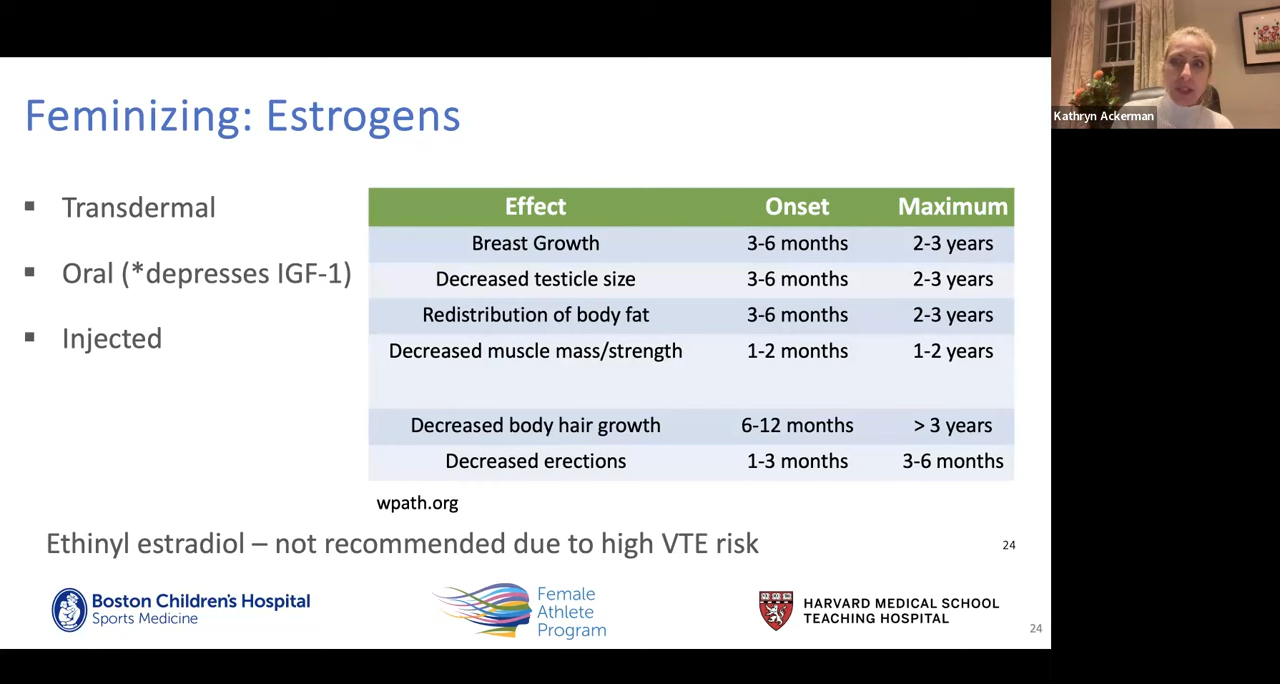 Feminizing: Estrogens
▪ Transdermal
▪ Oral (*depresses IGF-1)
▪ Injected
Effect Onset Maximum
Breast Growth 3-6 months 2-3 years
Decreased testicle size 3-6 months 2-3 years
Redistribution of body fat 3-6 months 2-3 years
Decreased muscle mass/strength 1-2 months 1-2 years
Decreased body hair growth 6-12 months > 3 years
Decreased erections 1-3 months 3-6 months
wpath.org
Ethinyl estradiol – not recommended due to high VTE risk
24
Boston Children's Hospital
Sports Medicine
Female
Athlete
Program
HARVARD MEDICAL SCHOOL
TEACHING HOSPITAL
24
Kathryn Ackerman